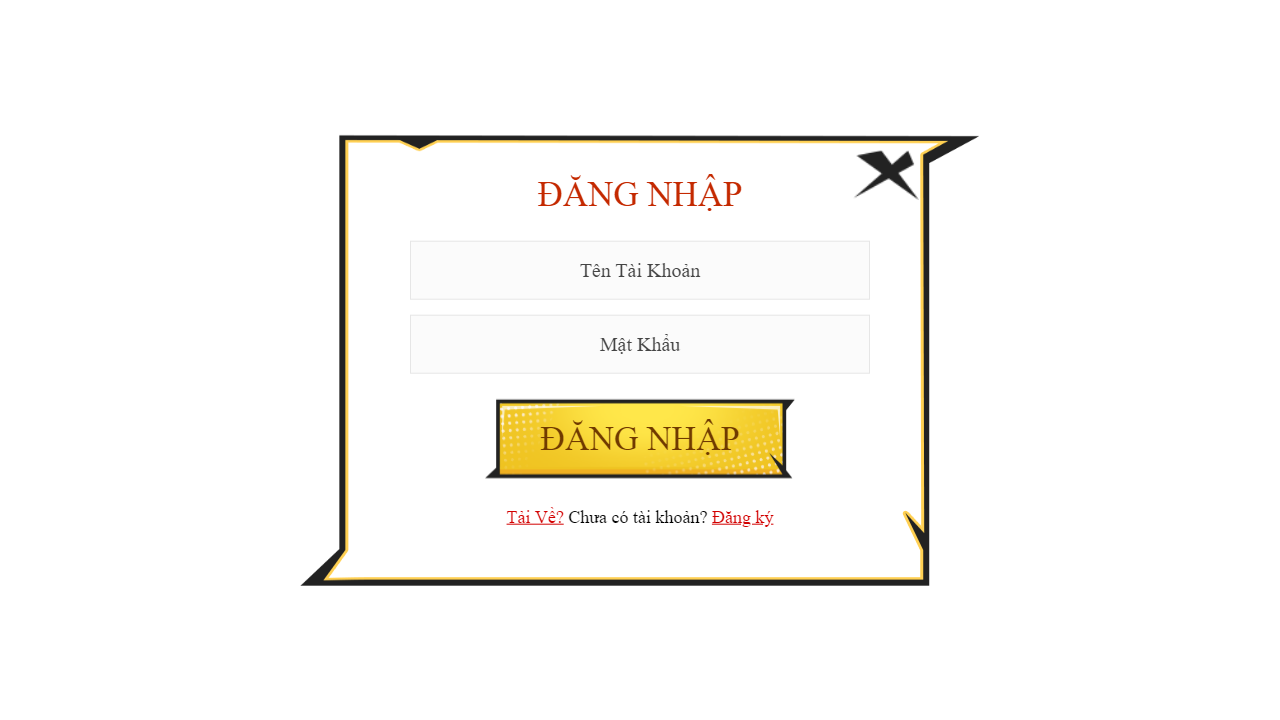 ĐĂNG NHẬP
Tên Tài Khoản
Mật Khẩu
ĐĂNG NHẬP
Tải Về? Chưa có tài khoản? Đăng ký